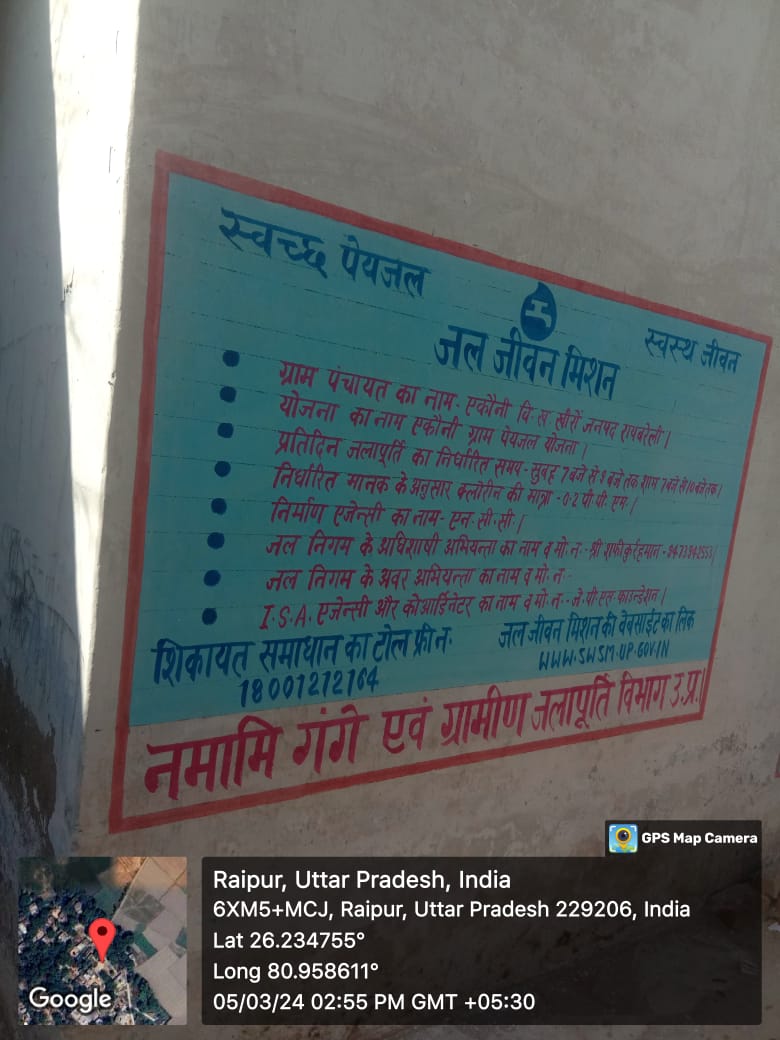 स्वच्छ पेयजल
स्वस्थ जीवन
जल जीवन मिशन
ग्राम पंचायत का नाम- एकौनी वि. ख खीरों जनपद रायबरेली।
योजना का नाम एकौनी ग्राम पेयजल योजना।
प्रतिदिन जलापूर्ति का निर्धारित समय- सुबह 7 बजे से 9 बजे तक शाम 7 बजे से 10 बजे तक।
निर्धारित मानक के अनुसार क्लोरीन की मात्रा -0.2 पी. पी. एम.।
निर्माण एजेन्सी का नाम- एन. सी. सी.।
जल निगम के अधिशाषी अभियन्ता का नाम व मो. न. -श्री शफीकुर्रहमान-
जल निगम के अवर अभियन्ता का नाम व मो. न. -
I.S.A. एजेन्सी और कोआर्डिनेटर का नाम व मो. न. -जे. पी. एस. फाउन्डेशन।
शिकायत समाधान का टोल फ्री न.
18001212164
जल जीवन मिशन की वेबसाईट का लिंक
WWW.SWSM.UP.GOV.IN
नमामि गंगे एवं ग्रामीण जलापूर्ति विभाग उ.प्र.।
GPS Map Camera
Raipur, Uttar Pradesh, India
6XM5+MCJ, Raipur, Uttar Pradesh 229206, India
Lat 26.234755°
Long 80.958611°
05/03/24 02:55 PM GMT +05:30
Google